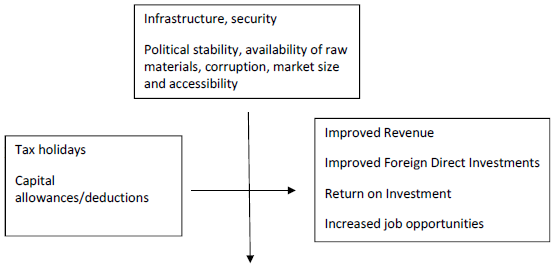 Infrastructure, security
Political stability, availability of raw
materials, corruption, market size
and accessibility
Tax holidays
Capital
allowances/deductions
Improved Revenue
Improved Foreign Direct Investments
Return on Investment
Increased job opportunities